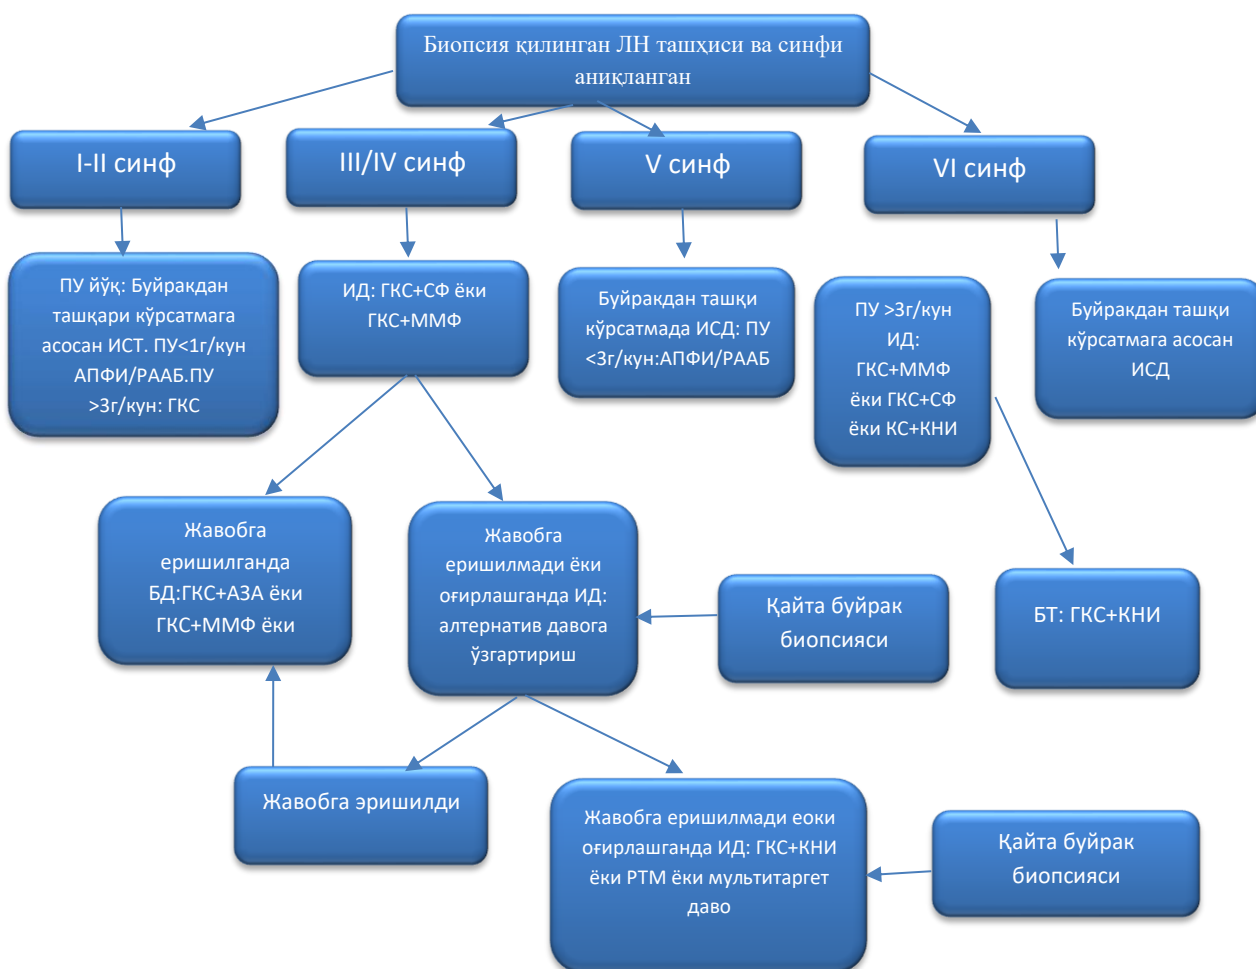 Биопсия қилинган ЛН ташҳиси ва синфи
аниқланган
I-II синф
III/IV синф
V синф
VI синф
ПУ йўқ: Буйракдан
ташқари кўрсатмага
асосан ИСТ. ПУ<1г/кун
АПФИ/РААБ.ПУ
>3г/кун: ГКС
ИД: ГКС+СФ ёки
ГКС+ММФ
Буйракдан ташқи
кўрсатмада ИСД: ПУ
<3г/кун:АПФИ/РААБ
ПУ >3г/кун
ИД:
ГКС+ММФ
ёки ГКС+СФ
ёки КС+КНИ
Буйракдан ташқи
кўрсатмага асосан
ИСД
Жавобга
еришилганда
БД:ГКС+АЗА ёки
ГКС+ММФ ёки
Жавобга
еришилмади ёки
оғирлашганда ИД:
алтернатив давога
ўзгартириш
Қайта буйрак
биопсияси
БТ: ГКС+КНИ
Жавобга эришилди
Жавобга еришилмади еоки
оғирлашганда ИД: ГКС+КНИ
ёки РТМ ёки мультитаргет
даво
Қайта буйрак
биопсияси